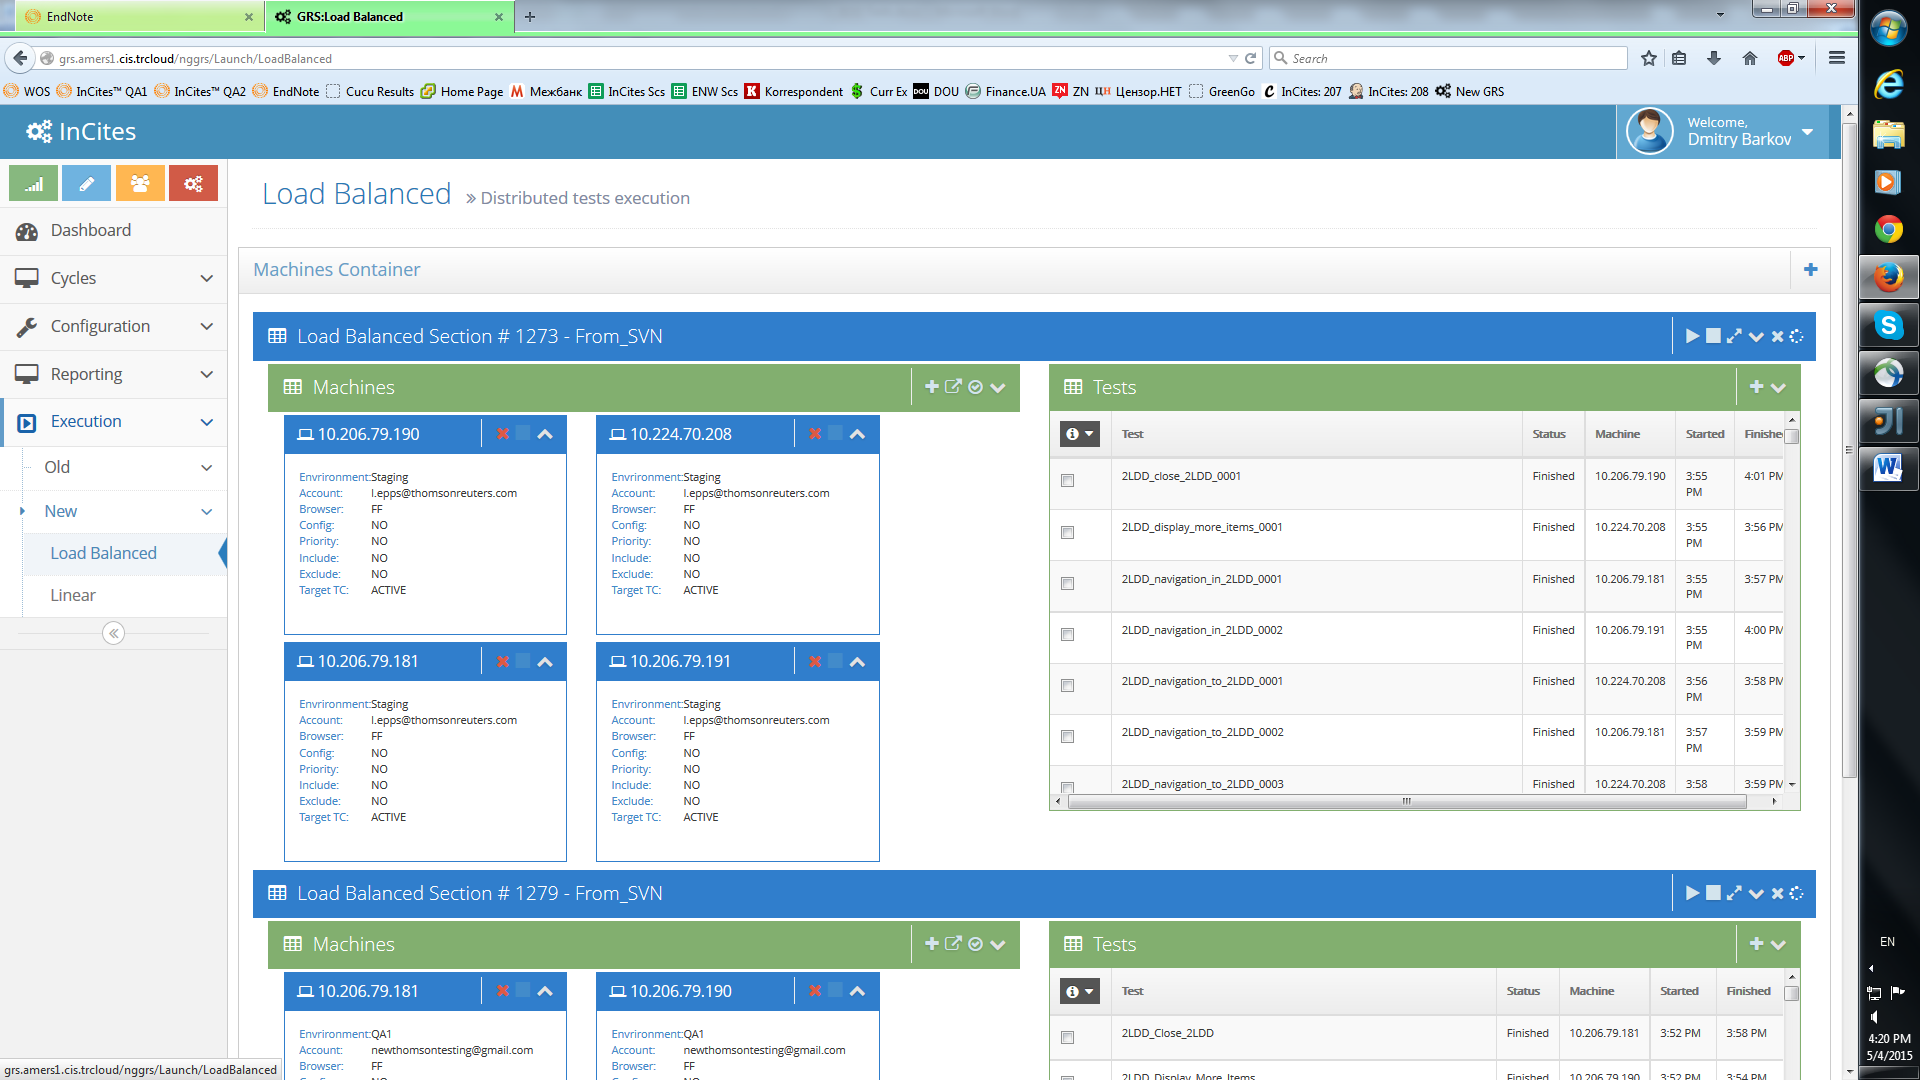 EndNote
GRS:Load Balanced
grs.amers1.cis.trcloud/nggrs/Launch/LoadBalanced
Search
ABP
WOS InCites™ QA1 InCites™ QA2 EndNote Cucu Results Home Page Межбанк InCites Scs ENW Scs Korrespondent Curr Ex DOU Finance.UA ZN Цензор.НЕТ GreenGo InCites: 207 InCites: 208 New GRS
InCites
Welcome,
Dmitry Barkov
Dashboard
Cycles
Configuration
Reporting
Execution
Old
New
Load Balanced
Linear
Load Balanced » Distributed tests execution
Machines Container
Load Balanced Section # 1273 - From_SVN
Machines
10.206.79.190
Envrironment:Staging
Account: l.epps@thomsonreuters.com
Browser: FF
Config: NO
Priority: NO
Include: NO
Exclude: NO
Target TC: ACTIVE
10.224.70.208
Envrironment:Staging
Account: l.epps@thomsonreuters.com
Browser: FF
Config: NO
Priority: NO
Include: NO
Exclude: NO
Target TC: ACTIVE
10.206.79.181
Envrironment:Staging
Account: l.epps@thomsonreuters.com
Browser: FF
Config: NO
Priority: NO
Include: NO
Exclude: NO
Target TC: ACTIVE
10.206.79.191
Envrironment:Staging
Account: l.epps@thomsonreuters.com
Browser: FF
Config: NO
Priority: NO
Include: NO
Exclude: NO
Target TC: ACTIVE
Tests
Test Status Machine Started Finished
2LDD_close_2LDD_0001 Finished 10.206.79.190 3:55 PM 4:01 PM
2LDD_display_more_items_0001 Finished 10.224.70.208 3:55 PM 3:56 PM
2LDD_navigation_in_2LDD_0001 Finished 10.206.79.181 3:55 PM 3:57 PM
2LDD_navigation_in_2LDD_0002 Finished 10.206.79.191 3:55 PM 4:00 PM
2LDD_navigation_to_2LDD_0001 Finished 10.224.70.208 3:56 PM 3:58 PM
2LDD_navigation_to_2LDD_0002 Finished 10.206.79.181 3:57 PM 3:59 PM
2LDD_navigation_to_2LDD_0003 Finished 10.224.70.208 3:58 3:59 PM
Load Balanced Section # 1279 - From_SVN
Machines
10.206.79.181
Envrironment:QA1
Account: newthomsontesting@gmail.com
Browser: FF
10.206.79.190
Envrironment:QA1
Account: newthomsontesting@gmail.com
Browser: FF
Tests
Test Status Machine Started Finished
2LDD_Close_2LDD Finished 10.206.79.181 3:52 PM 3:58 PM
2LDD_Display_More_Items Finished 10.206.79.190 3:52 PM 3:54 PM
grs.amers1.cis.trcloud/nggrs/Launch/LoadBalanced
EN
4:20 PM
5/4/2015